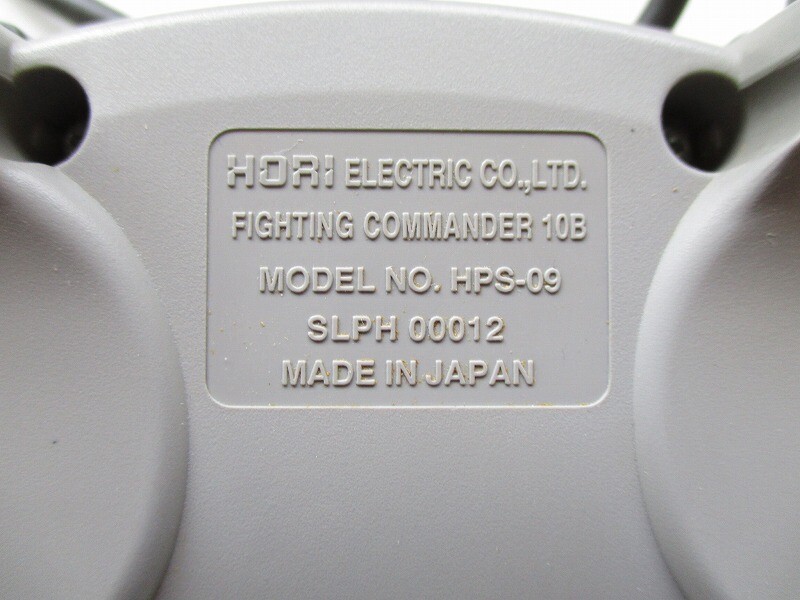 HORI ELECTRIC CO.,LTD.
FIGHTING COMMANDER 10B
MODEL NO. HPS-09
SLPH 00012
MADE IN JAPAN